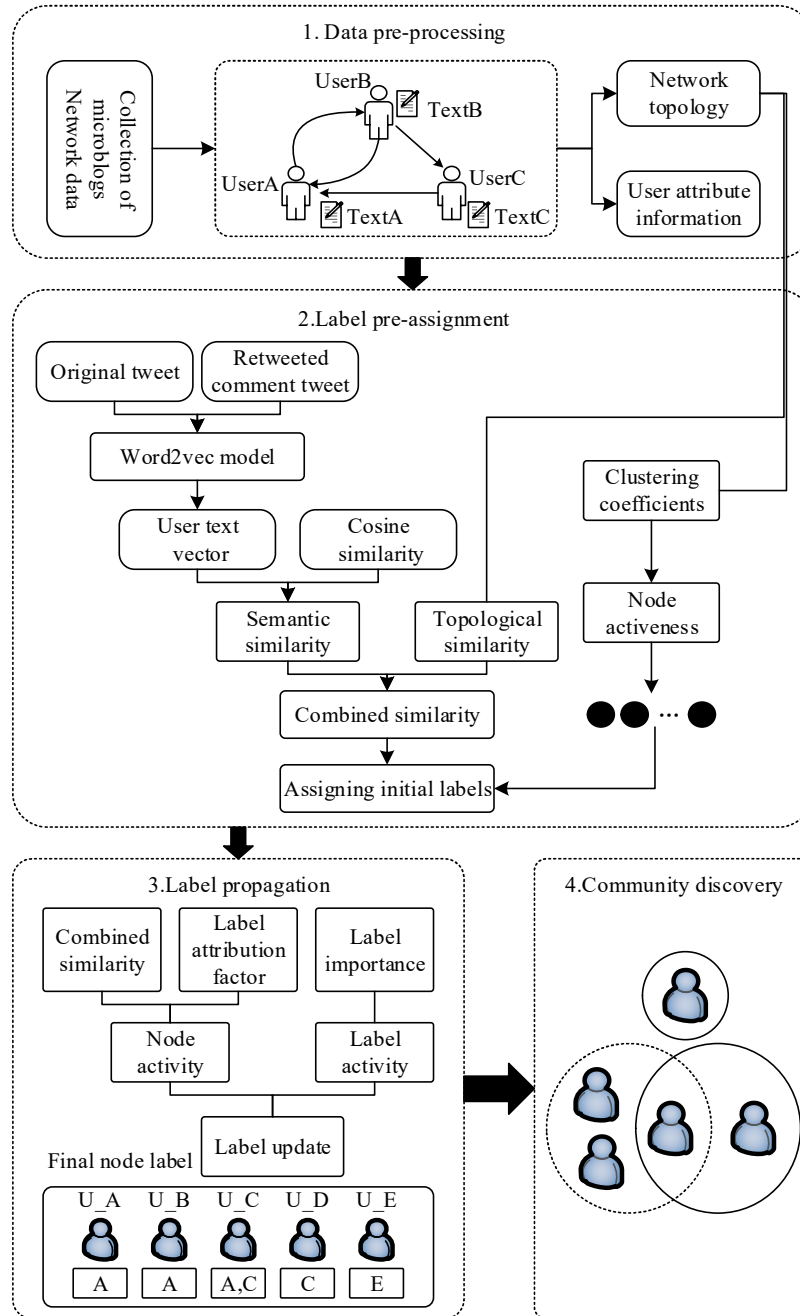 1. Data pre-processing
Collection of
microblogs
Network data
UserB
TextB
UserA
UserC
TextA
TextC
Network
topology
User attribute
information
2.Label pre-assignment
Original tweet
Retweeted
comment tweet
Word2vec model
User text
vector
Cosine
similarity
Clustering
coefficients
Semantic
similarity
Topological
similarity
Node
activeness
Combined similarity
...
Assigning initial labels
3.Label propagation
Combined
similarity
Label
attribution
factor
Label
importance
Node
activity
Label
activity
Label update
Final node label
U_A U_B U_C U_D U_E
A A A,C C E
4.Community discovery